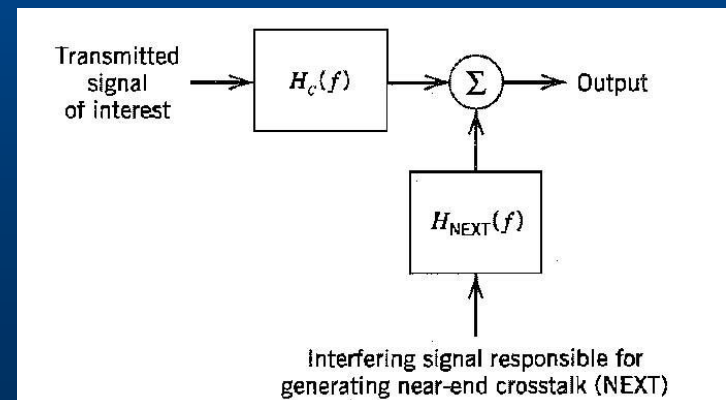 Transmitted
signal
of interest
H_c(f)
Σ
Output
H_NEXT(f)
Interfering signal responsible for
generating near-end crosstalk (NEXT)